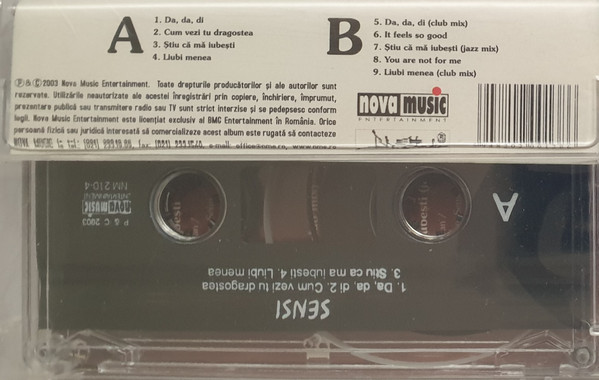 A
1. Da, da, di
2. Cum vezi tu dragostea
3. Știu că mă iubești
4. Liubi menea
B
5. Da, da, di (club mix)
6. It feels so good
7. Știu că mă iubești (jazz mix)
8. You are not for me
9. Liubi menea (club mix)
℗ & © 2003 Nova Music Entertainment. Toate drepturile producătorilor și ale autorilor sunt
rezervate. Utilizările neautorizate ale acestei înregistrări prin copiere, închiriere, împrumut,
prezentare publică sau transmitere radio sau TV sunt strict interzise și se pedepsesc conform
legii. Nova Music Entertainment este licențiat exclusiv al BMG Entertainment în România. Orice
persoană fizică sau juridică interesată să comercializeze acest album este rugată să contacteze
nova music
ENTERTAINMENT
A
SENSI
1. Da, da, di 2. Cum vezi tu dragostea
3. Stiu ca ma iubesti 4. Liubi menea
P & C 2003
nova music
ENTERTAINMENT
NM 210-4